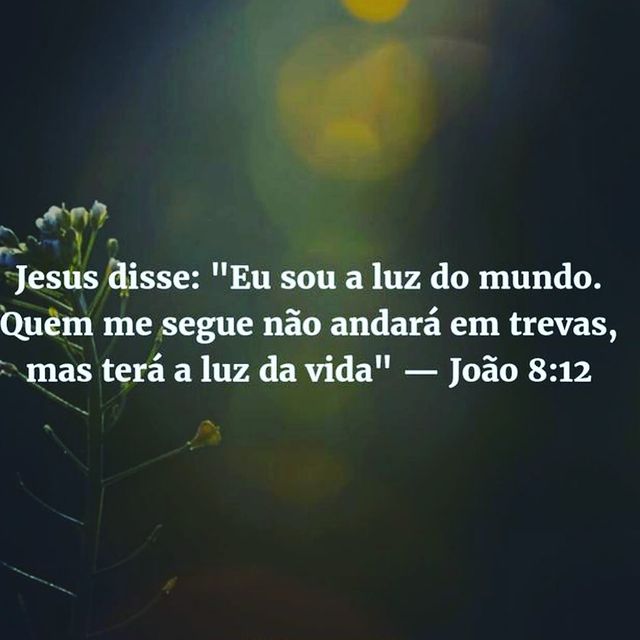 Jesus disse: "Eu sou a luz do mundo.
Quem me segue não andará em trevas,
mas terá a luz da vida" — João 8:12